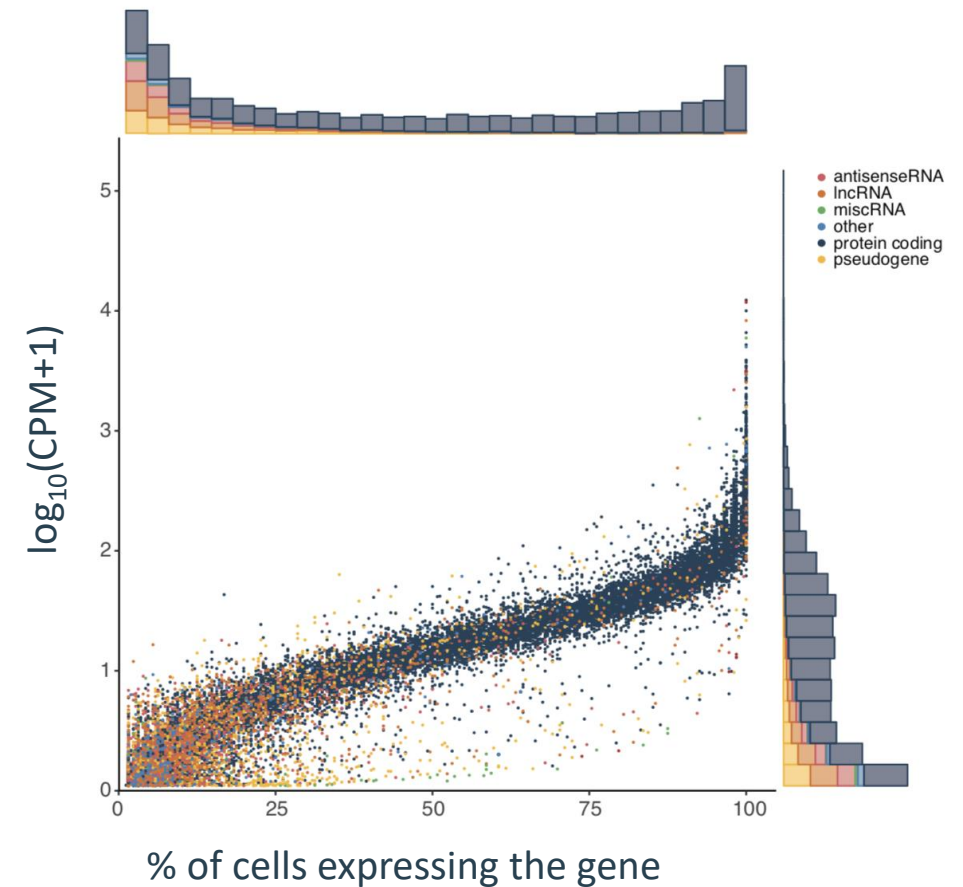 antisenseRNA
lncRNA
miscRNA
other
protein coding
pseudogene
5
4
3
2
1
0
log10(CPM+1)
0 25 50 75 100
% of cells expressing the gene